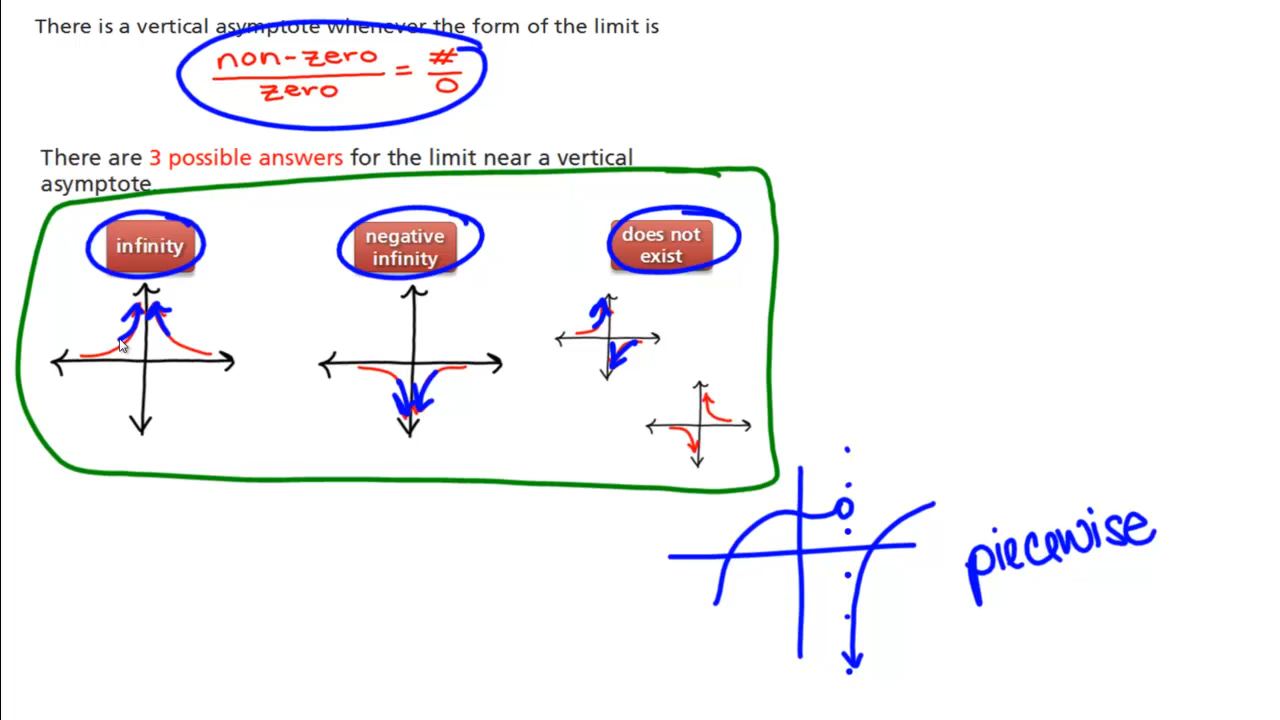 There is a vertical asymptote whenever the form of the limit is
non-zero
zero
=
#
0
There are 3 possible answers for the limit near a vertical
asymptote.
infinity
negative
infinity
does not
exist
piecewise